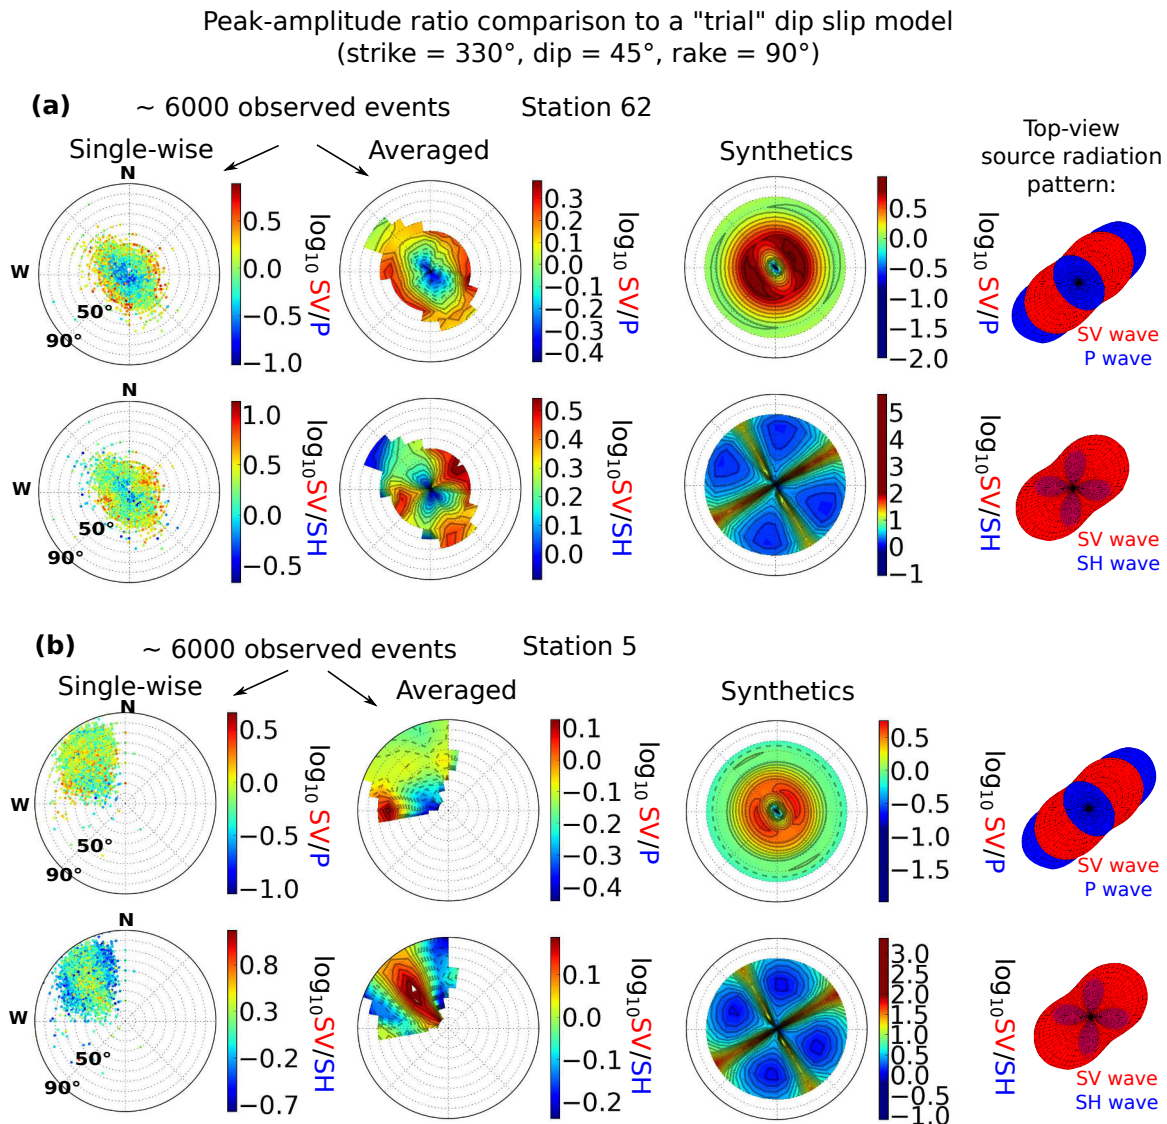 Peak-amplitude ratio comparison to a "trial" dip slip model
(strike = 330°, dip = 45°, rake = 90°)
(a)
~ 6000 observed events
Station 62
Single-wise
Averaged
Synthetics
Top-view
source radiation
pattern:
N
W
50°
90°
0.5
0.0
−0.5
−1.0
log10 SV/P
0.3
0.2
0.1
0.0
−0.1
−0.2
−0.3
−0.4
log10 SV/P
0.5
0.0
−0.5
−1.0
−1.5
−2.0
log10 SV/P
SV wave
P wave
N
W
50°
90°
1.0
0.5
0.0
−0.5
log10SV/SH
0.5
0.4
0.3
0.2
0.1
0.0
log10SV/SH
5
4
3
2
1
0
−1
log10SV/SH
SV wave
SH wave
(b)
~ 6000 observed events
Station 5
Single-wise
Averaged
Synthetics
N
W
50°
90°
0.5
0.0
−0.5
−1.0
log10 SV/P
0.1
0.0
−0.1
−0.2
−0.3
−0.4
log10 SV/P
0.5
0.0
−0.5
−1.0
−1.5
log10 SV/P
SV wave
P wave
N
W
50°
90°
0.8
0.3
−0.2
−0.7
log10SV/SH
0.1
0.0
−0.1
−0.2
log10SV/SH
3.0
2.5
2.0
1.5
1.0
0.5
0.0
−0.5
−1.0
log10SV/SH
SV wave
SH wave